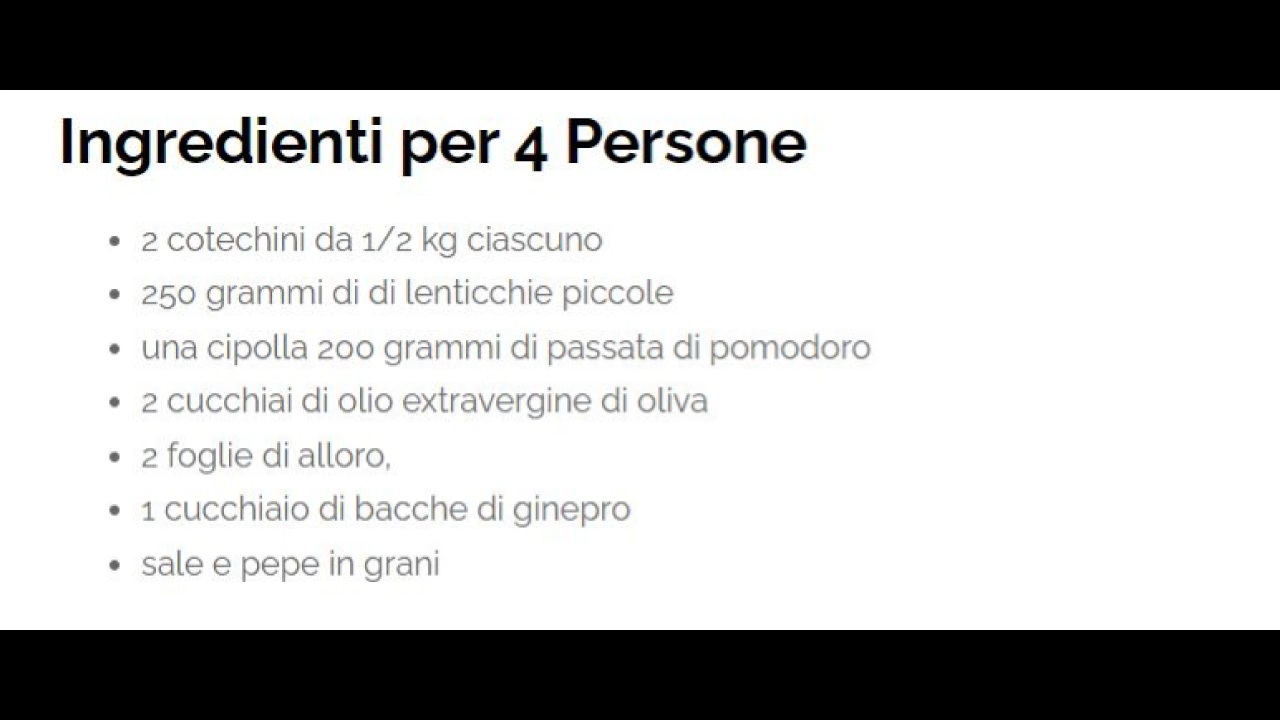 Ingredienti per 4 Persone
• 2 cotechini da 1/2 kg ciascuno
• 250 grammi di di lenticchie piccole
• una cipolla 200 grammi di passata di pomodoro
• 2 cucchiai di olio extravergine di oliva
• 2 foglie di alloro,
• 1 cucchiaio di bacche di ginepro
• sale e pepe in grani